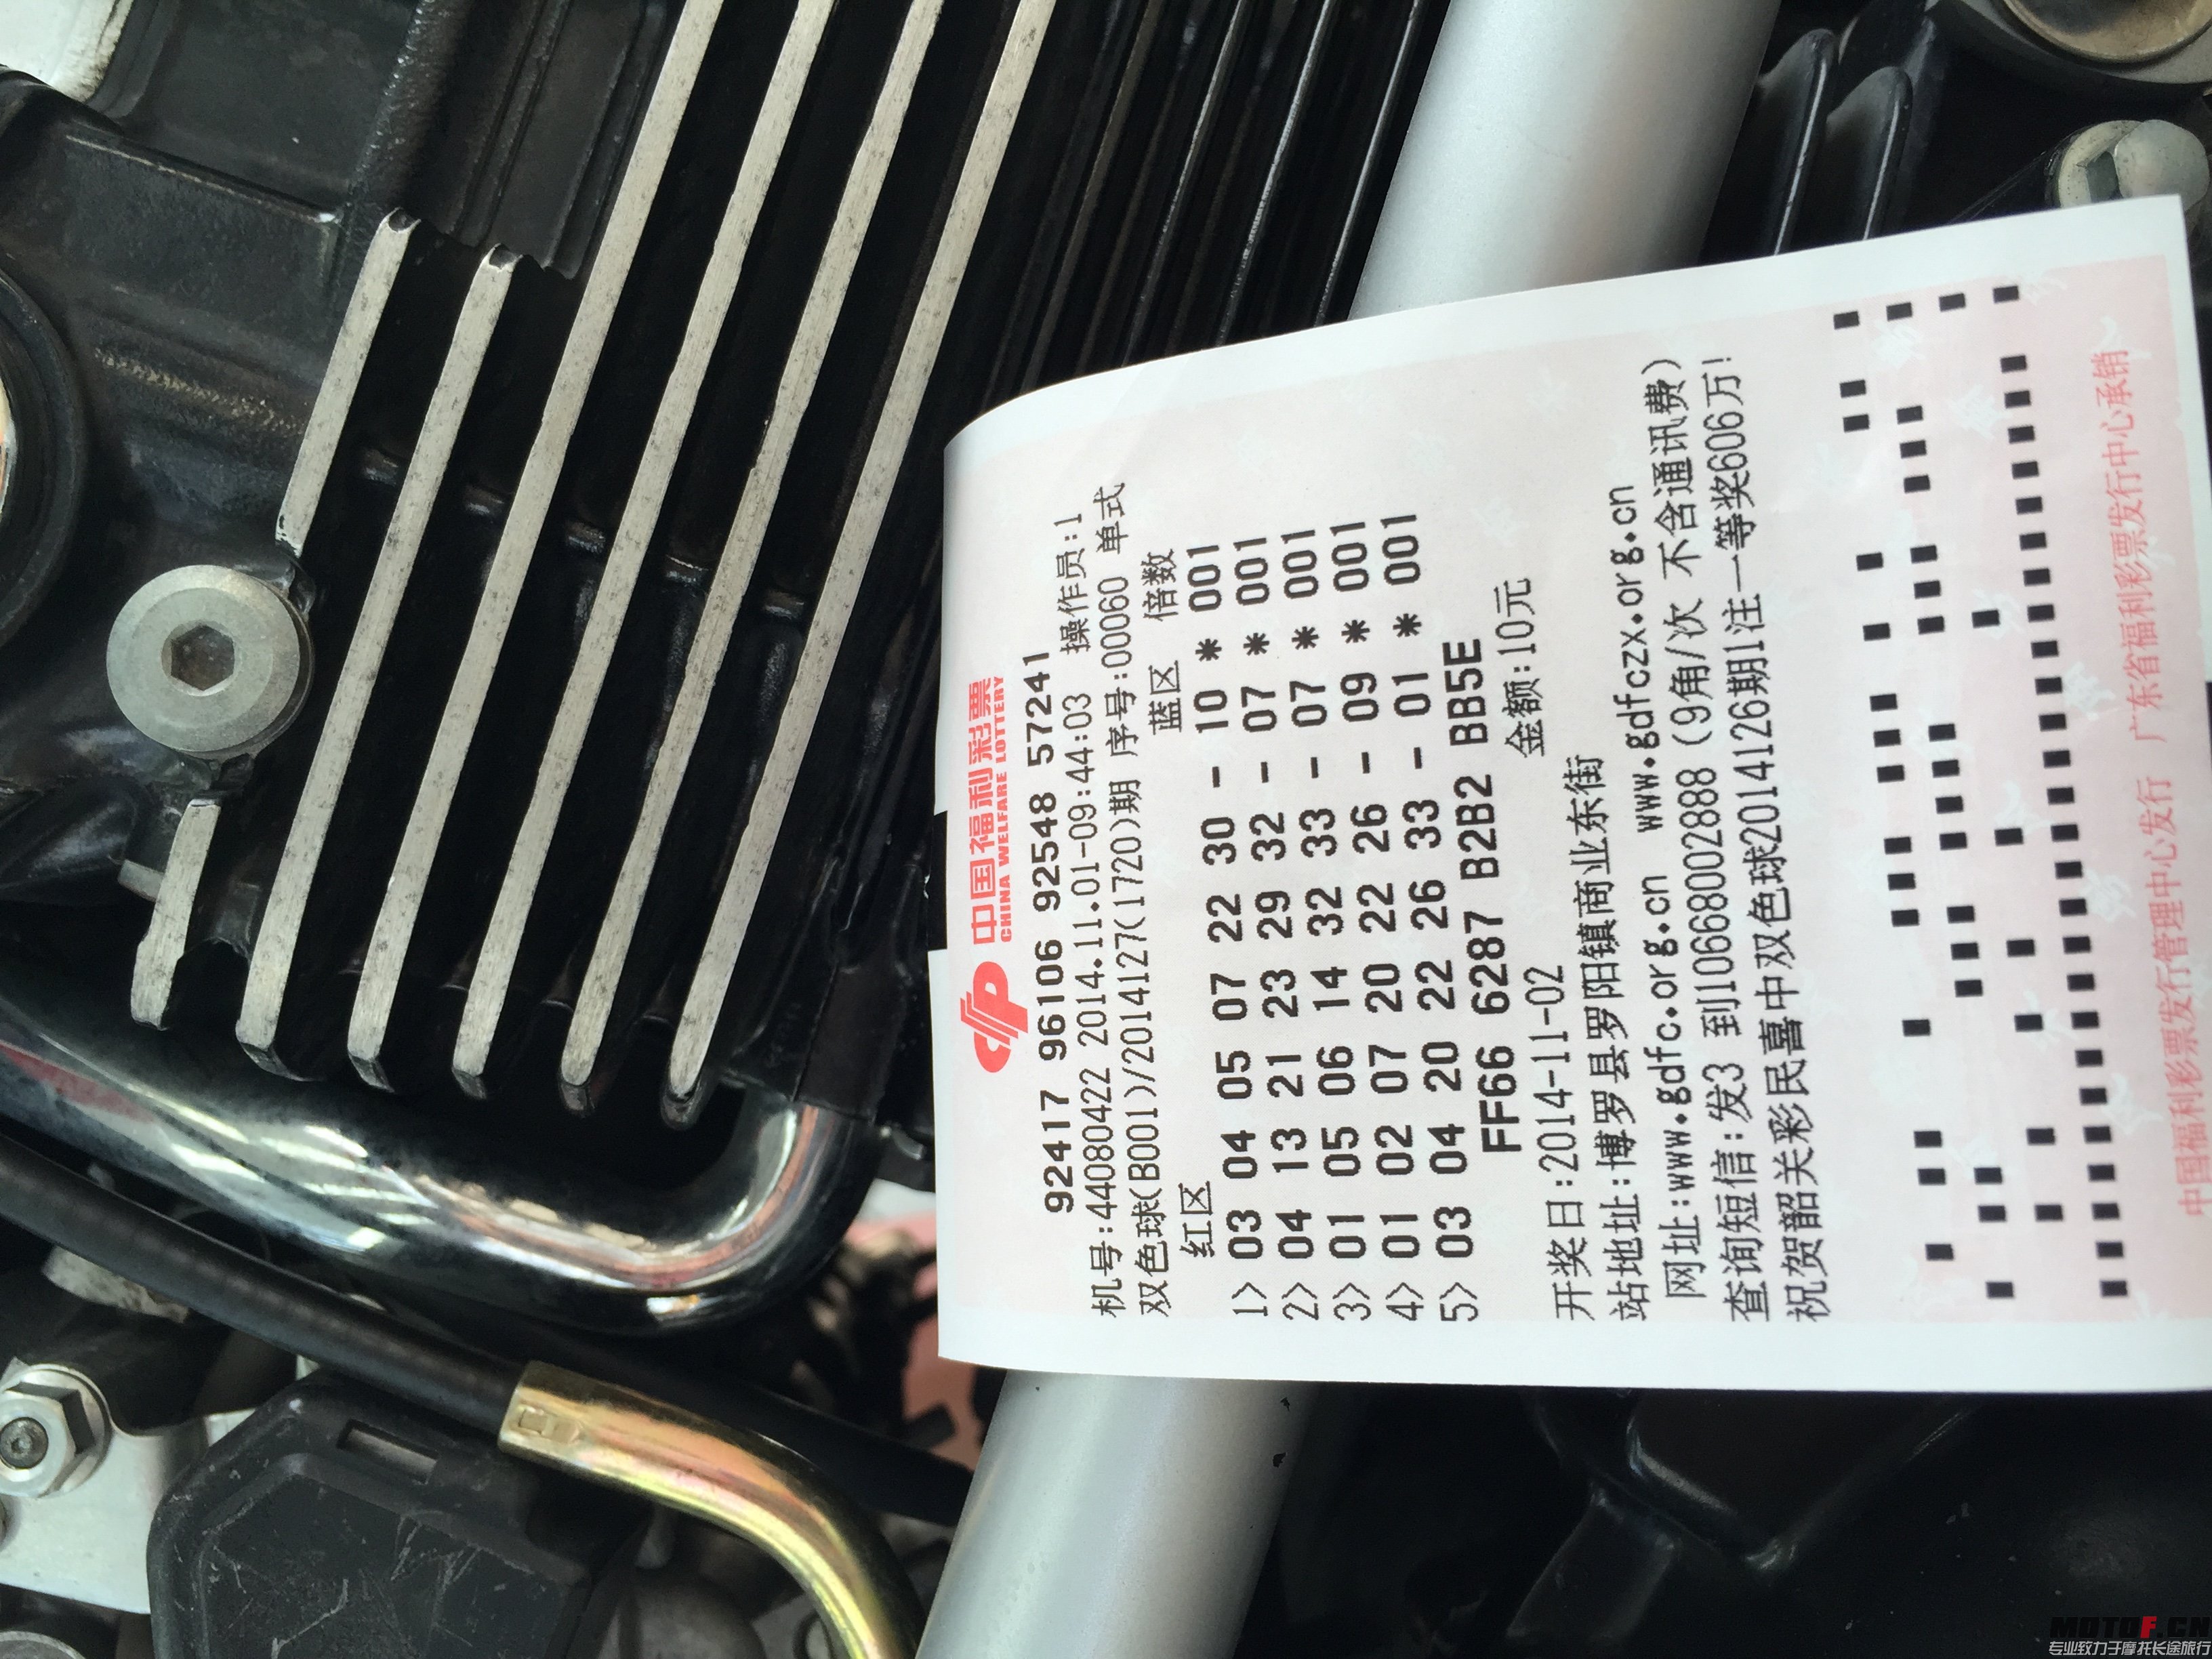 中国福利彩票
CHINA WELFARE LOTTERY
92417 96106 92548 57241
机号:44080422 2014.11.01-09:44:03 操作员:1
双色球(B001)/2014127(1720)期 序号:00060 单式
红区 蓝区 倍数
1> 03 04 05 07 22 30 - 10 * 001
2> 04 13 21 23 29 32 - 07 * 001
3> 01 05 06 14 32 33 - 07 * 001
4> 01 02 07 20 22 26 - 09 * 001
5> 03 04 20 22 26 33 - 01 * 001
FF66 6287 B2B2 BB5E
开奖日:2014-11-02 金额:10元
站地址:博罗县罗阳镇商业东街
网址:www.gdfc.org.cn www.gdfczx.org.cn
查询短信:发3 到10668002888 (9角/次 不含通讯费)
祝贺韶关彩民喜中双色球2014126期1注一等奖606万!
中国福利彩票发行管理中心发行 广东省福利彩票发行中心承销
MOTOF.CN
专业致力于摩托长途旅行